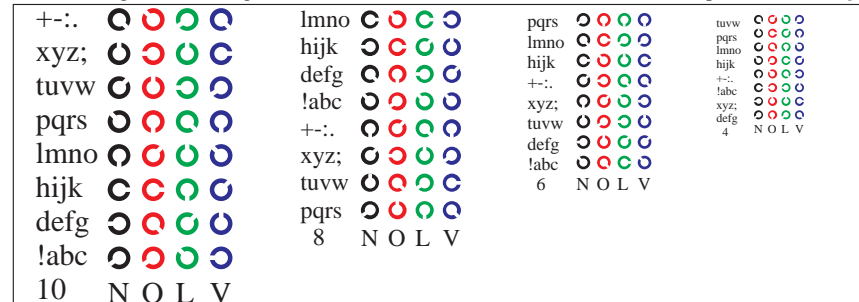 +-:.
xyz;
tuvw
pqrs
lmno
hijk
defg
!abc
10 N O L V
lmno
hijk
defg
!abc
+-:.
xyz;
tuvw
pqrs
8 N O L V
pqrs
lmno
hijk
+-:.
xyz;
tuvw
defg
!abc
6 N O L V
tuvw
pqrs
lmno
hijk
+-:.
!abc
xyz;
defg
4 N O L V